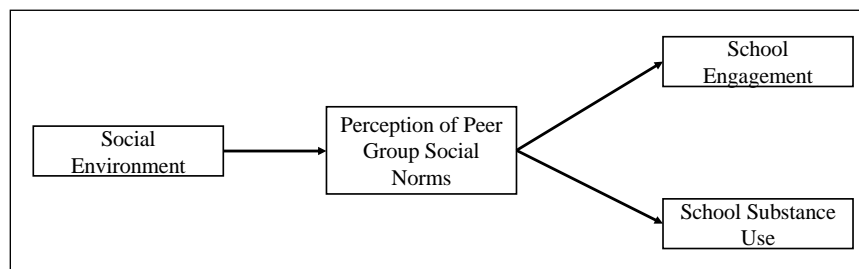 School
Engagement
Social
Environment
Perception of Peer
Group Social
Norms
School Substance
Use